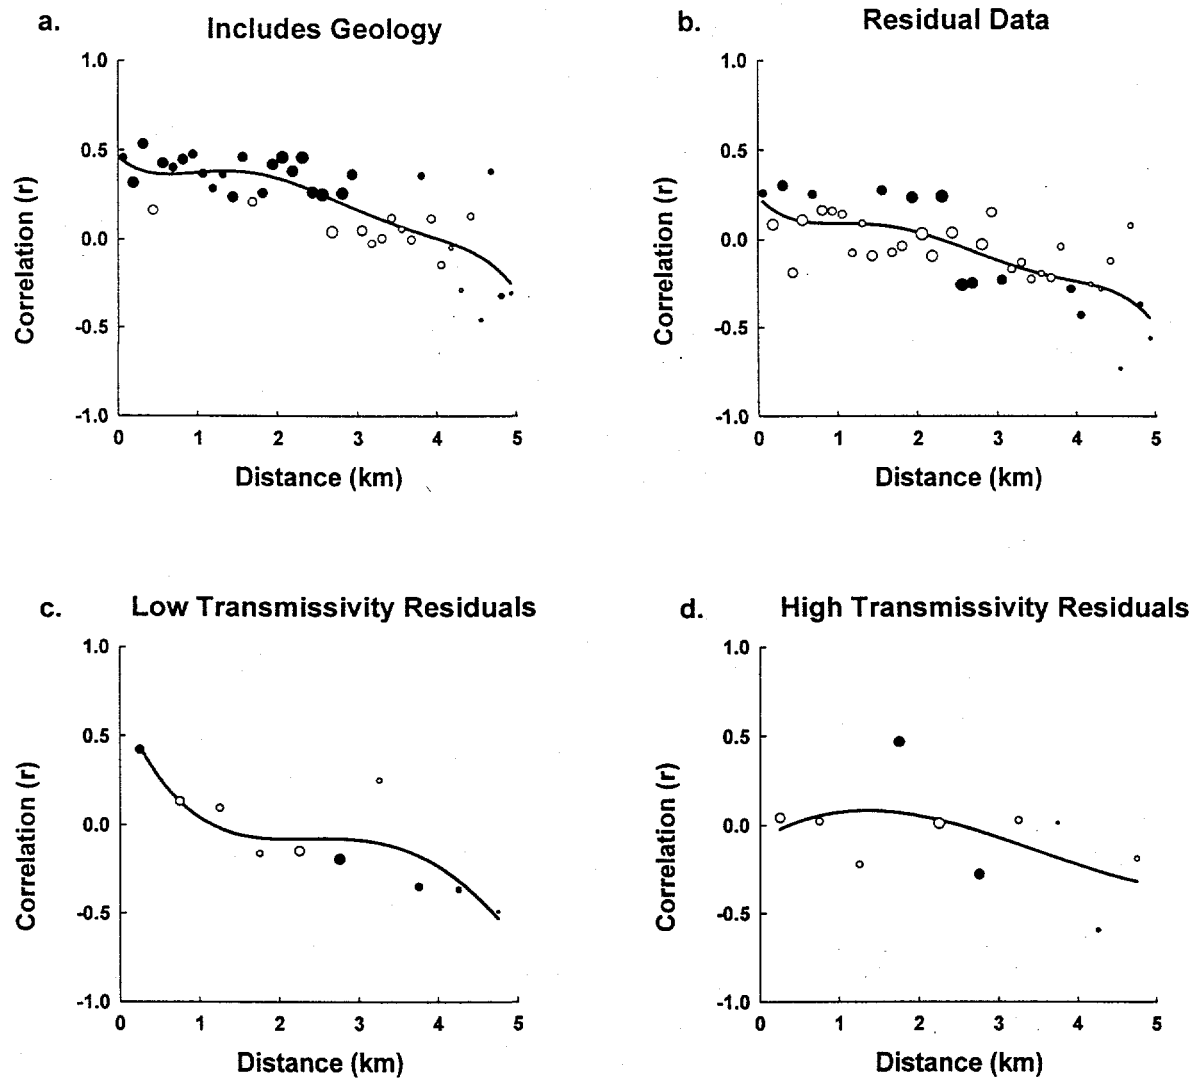 a.
Includes Geology
1.0
0.5
0.0
-0.5
-1.0
Correlation (r)
0 1 2 3 4 5
Distance (km)
b.
Residual Data
1.0
0.5
0.0
-0.5
-1.0
Correlation (r)
0 1 2 3 4 5
Distance (km)
c.
Low Transmissivity Residuals
1.0
0.5
0.0
-0.5
-1.0
Correlation (r)
0 1 2 3 4 5
Distance (km)
d.
High Transmissivity Residuals
1.0
0.5
0.0
-0.5
-1.0
Correlation (r)
0 1 2 3 4 5
Distance (km)